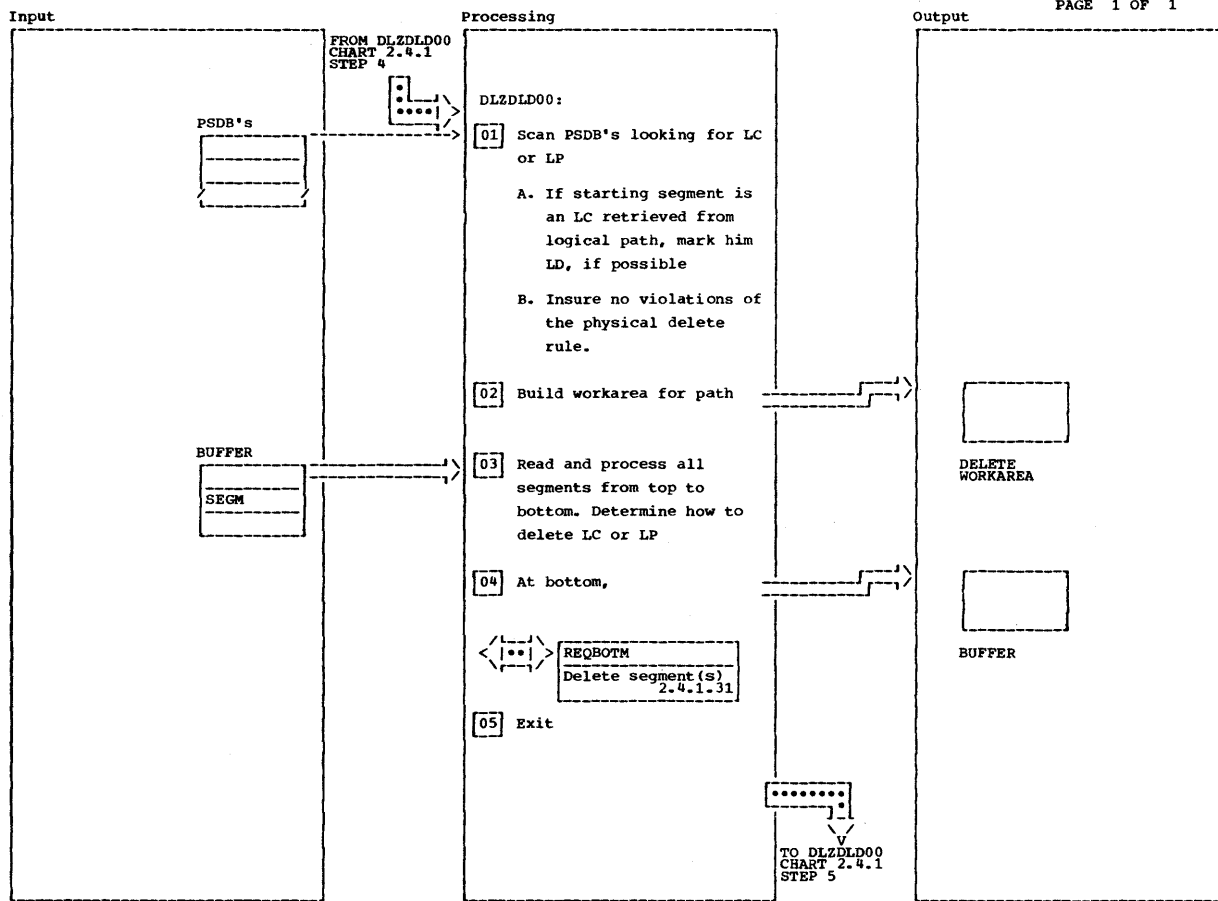 PAGE 1 OF 1
Input
Processing
Output
FROM DLZDLD00
CHART 2.4.1
STEP 4
DLZDLD00:
PSDB's
01 Scan PSDB's looking for LC
or LP
A. If starting segment is
an LC retrieved from
logical path, mark him
LD, if possible
B. Insure no violations of
the physical delete
rule.
02 Build workarea for path
DELETE
WORKAREA
BUFFER
SEGM
03 Read and process all
segments from top to
bottom. Determine how to
delete LC or LP
04 At bottom,
BUFFER
REQBOTM
Delete segment(s)
2.4.1.31
05 Exit
TO DLZDLD00
CHART 2.4.1
STEP 5